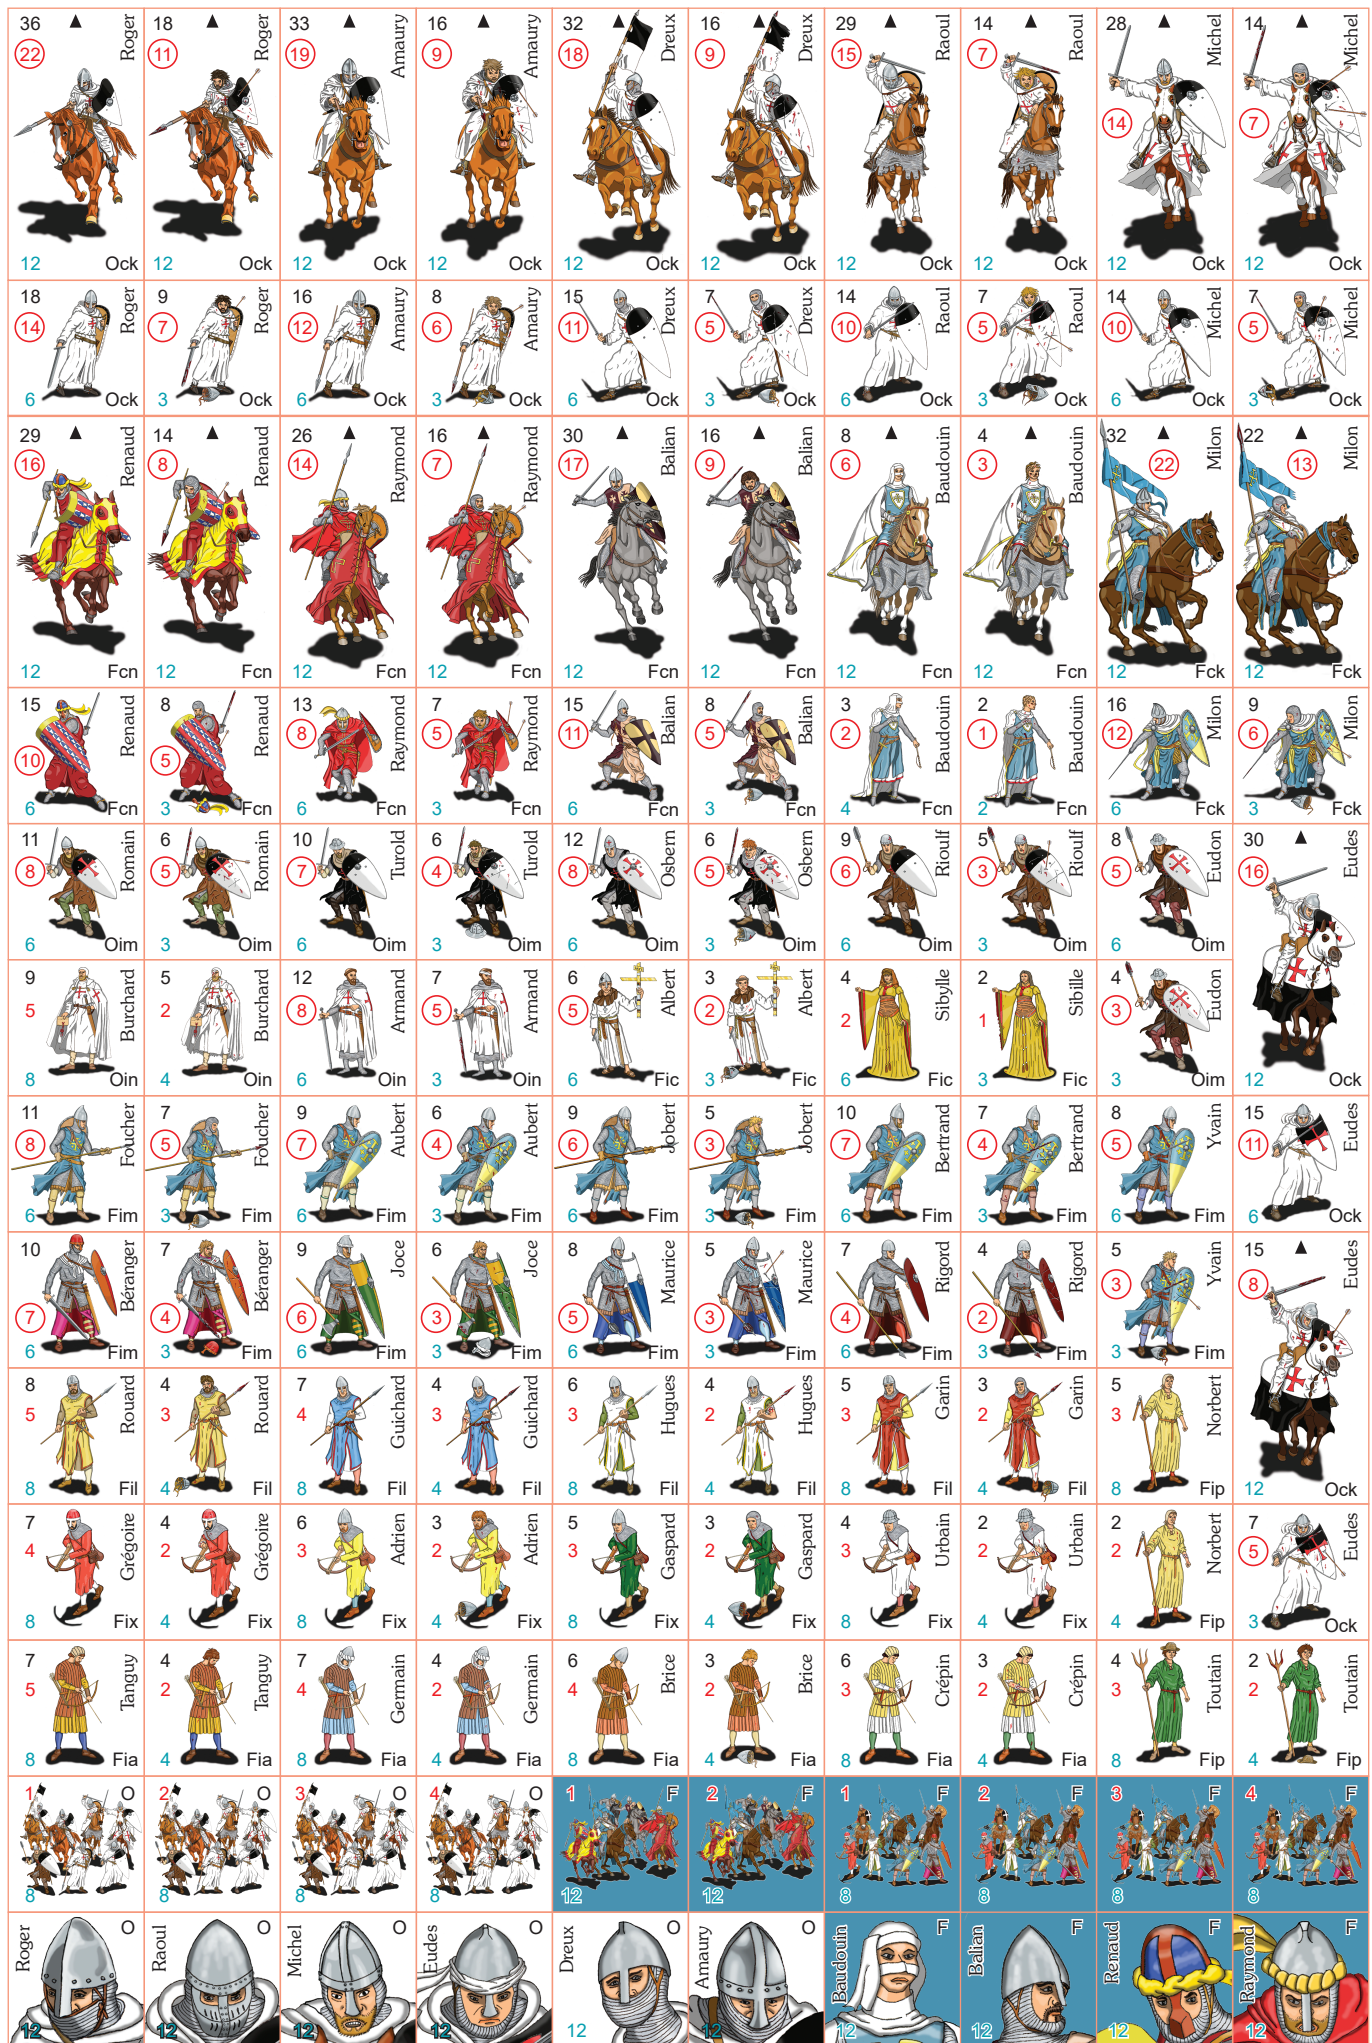 36 ▲ Roger
22
12 Ock
18 ▲ Roger
11
12 Ock
33 ▲ Amaury
19
12 Ock
16 ▲ Amaury
9
12 Ock
32 ▲ Dreux
18
12 Ock
16 ▲ Dreux
9
12 Ock
29 ▲ Raoul
15
12 Ock
14 ▲ Raoul
7
12 Ock
28 ▲ Michel
14
12 Ock
14 ▲ Michel
7
12 Ock
18 Roger
14
6 Ock
9 Roger
7
3 Ock
16 Amaury
12
6 Ock
8 Amaury
6
3 Ock
15 Dreux
11
6 Ock
7 Dreux
5
3 Ock
14 Raoul
10
6 Ock
7 Raoul
5
3 Ock
14 Michel
10
6 Ock
7 Michel
5
3 Ock
29 ▲ Renaud
16
12 Fcn
14 ▲ Renaud
8
12 Fcn
26 ▲ Raymond
14
12 Fcn
16 ▲ Raymond
7
12 Fcn
30 ▲ Balian
17
12 Fcn
16 ▲ Balian
9
12 Fcn
8 ▲ Baudouin
6
12 Fcn
4 ▲ Baudouin
3
12 Fcn
32 ▲ Milon
22
12 Fck
22 ▲ Milon
13
12 Fck
15 Renaud
10
6 Fcn
8 Renaud
5
3 Fcn
13 Raymond
8
6 Fcn
7 Raymond
5
3 Fcn
15 Balian
11
6 Fcn
8 Balian
5
3 Fcn
3 Baudouin
2
4 Fcn
2 Baudouin
1
2 Fcn
16 Milon
12
6 Fck
9 Milon
6
3 Fck
11 Romain
8
6 Oim
6 Romain
5
3 Oim
10 Turold
7
6 Oim
6 Turold
4
3 Oim
12 Osbern
8
6 Oim
6 Osbern
5
3 Oim
9 Rioulf
6
6 Oim
5 Rioulf
3
3 Oim
8 Eudon
5
6 Oim
30 ▲ Eudes
16
12 Ock
9 Burchard
5
8 Oin
5 Burchard
2
4 Oin
12 Armand
8
6 Oin
7 Armand
5
3 Oin
6 Albert
5
6 Fic
3 Albert
2
3 Fic
4 Sibylle
2
6 Fic
2 Sibille
1
3 Fic
4 Eudon
3
3 Oim
11 Foucher
8
6 Fim
7 Foucher
5
3 Fim
9 Aubert
7
6 Fim
6 Aubert
4
3 Fim
9 Jobert
6
6 Fim
5 Jobert
3
3 Fim
10 Bertrand
7
6 Fim
7 Bertrand
4
3 Fim
8 Yvain
5
6 Fim
15 Eudes
11
6 Ock
10 Béranger
7
6 Fim
7 Béranger
4
3 Fim
9 Joce
6
6 Fim
6 Joce
3
3 Fim
8 Maurice
5
6 Fim
5 Maurice
3
3 Fim
7 Rigord
4
6 Fim
4 Rigord
2
3 Fim
5 Yvain
3
3 Fim
15 ▲ Eudes
8
12 Ock
8 Rouard
5
8 Fil
4 Rouard
3
4 Fil
7 Guichard
4
8 Fil
4 Guichard
3
4 Fil
6 Hugues
3
8 Fil
4 Hugues
2
4 Fil
5 Garin
3
8 Fil
3 Garin
2
4 Fil
5 Norbert
3
8 Fip
7 Grégoire
4
8 Fix
4 Grégoire
2
4 Fix
6 Adrien
3
8 Fix
3 Adrien
2
4 Fix
5 Gaspard
3
8 Fix
3 Gaspard
2
4 Fix
4 Urbain
3
8 Fix
2 Urbain
2
4 Fix
2 Norbert
2
4 Fip
7 Eudes
5
3 Ock
7 Tanguy
5
8 Fia
4 Tanguy
2
4 Fia
7 Germain
4
8 Fia
4 Germain
2
4 Fia
6 Brice
4
8 Fia
3 Brice
2
4 Fia
6 Crépin
3
8 Fia
3 Crépin
2
4 Fia
4 Toutain
3
8 Fip
2 Toutain
2
4 Fip
1 O
8
2 O
8
3 O
8
4 O
8
1 F
12
2 F
12
1 F
8
2 F
8
3 F
8
4 F
8
Roger O
12
Raoul O
12
Michel O
12
Eudes O
12
Dreux O
12
Amaury O
12
Baudouin F
12
Balian F
12
Renaud F
12
Raymond F
12